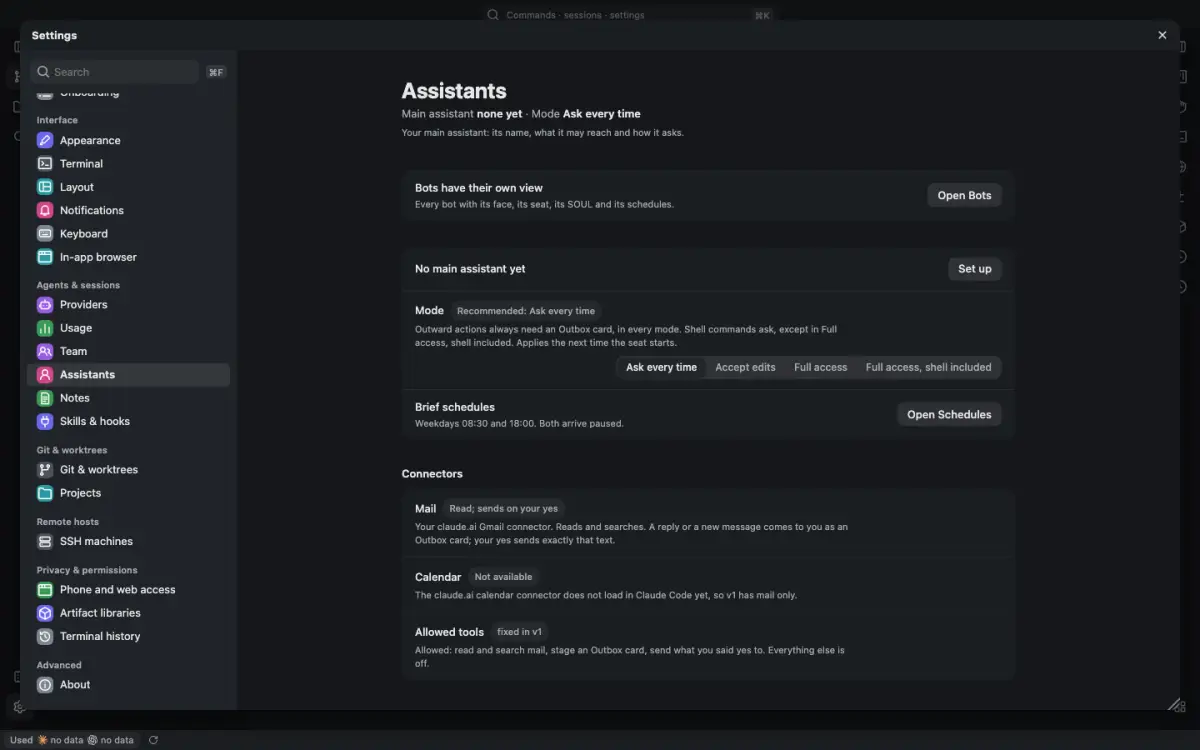 Commands · sessions · settings
⌘K
Settings
Search
⌘F
Onboarding
Interface
Appearance
Terminal
Layout
Notifications
Keyboard
In-app browser
Agents & sessions
Providers
Usage
Team
Assistants
Notes
Skills & hooks
Git & worktrees
Git & worktrees
Projects
Remote hosts
SSH machines
Privacy & permissions
Phone and web access
Artifact libraries
Terminal history
Advanced
About
Assistants
Main assistant none yet · Mode Ask every time
Your main assistant: its name, what it may reach and how it asks.
Bots have their own view
Every bot with its face, its seat, its SOUL and its schedules.
Open Bots
No main assistant yet
Set up
Mode Recommended: Ask every time
Outward actions always need an Outbox card, in every mode. Shell commands ask, except in Full
access, shell included. Applies the next time the seat starts.
Ask every time Accept edits Full access Full access, shell included
Brief schedules
Weekdays 08:30 and 18:00. Both arrive paused.
Open Schedules
Connectors
Mail Read; sends on your yes
Your claude.ai Gmail connector. Reads and searches. A reply or a new message comes to you as an
Outbox card; your yes sends exactly that text.
Calendar Not available
The claude.ai calendar connector does not load in Claude Code yet, so v1 has mail only.
Allowed tools fixed in v1
Allowed: read and search mail, stage an Outbox card, send what you said yes to. Everything else is
off.
Used no data no data